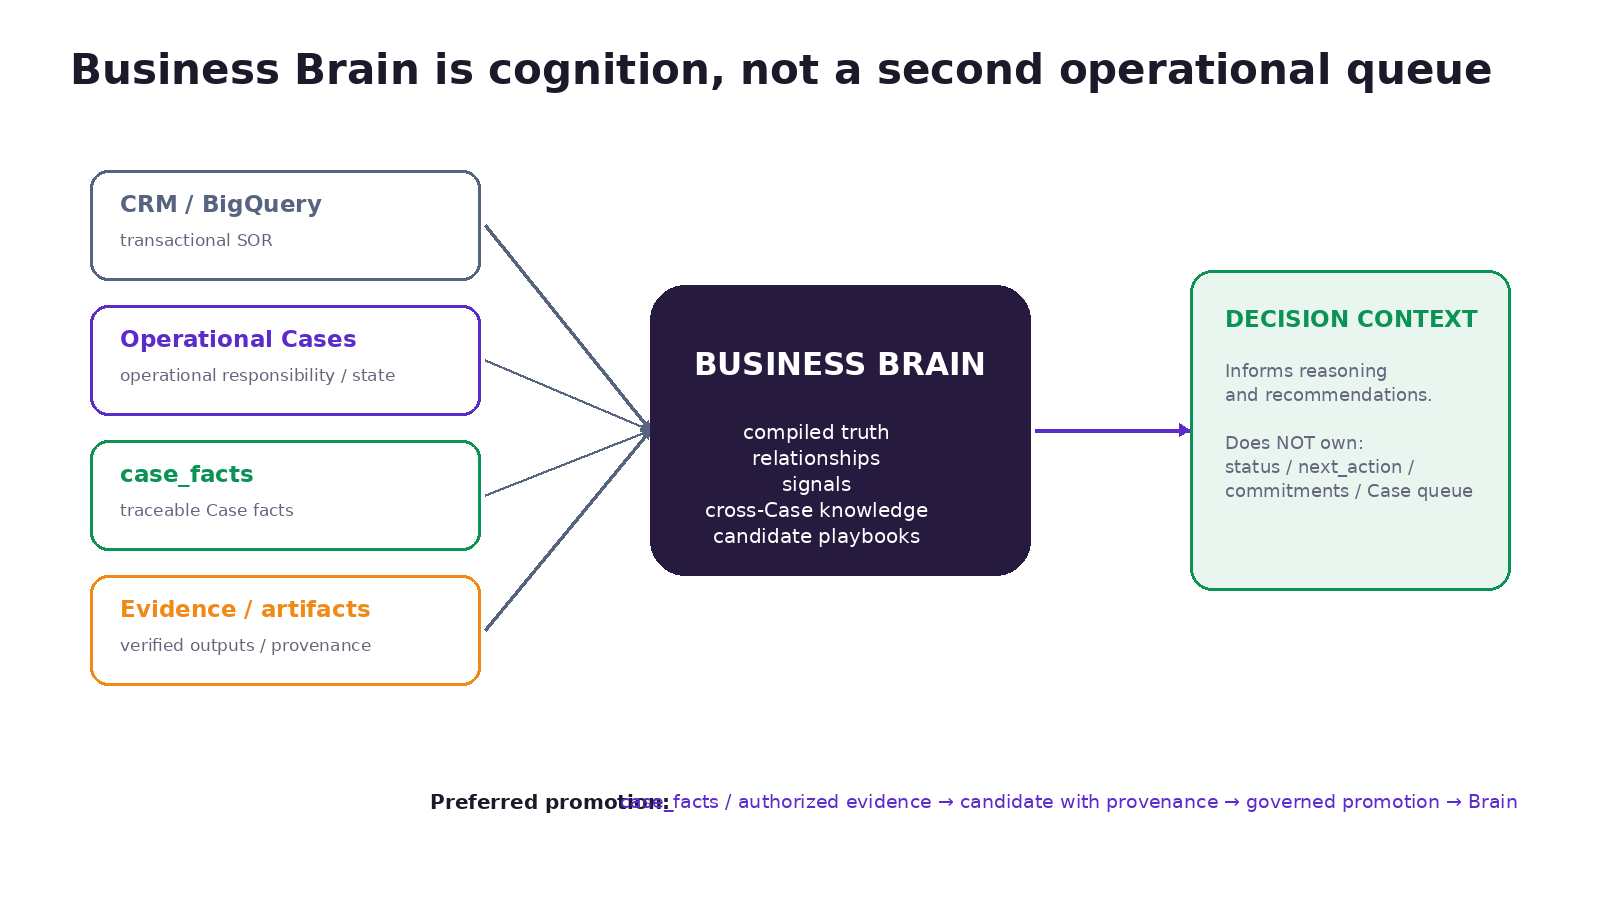 Business Brain is cognition, not a second operational queue
CRM / BigQuery
transactional SOR
Operational Cases
operational responsibility / state
case_facts
traceable Case facts
Evidence / artifacts
verified outputs / provenance
BUSINESS BRAIN
compiled truth
relationships
signals
cross-Case knowledge
candidate playbooks
DECISION CONTEXT
Informs reasoning
and recommendations.
Does NOT own:
status / next_action /
commitments / Case queue
Preferred promotion: case_facts / authorized evidence → candidate with provenance → governed promotion → Brain